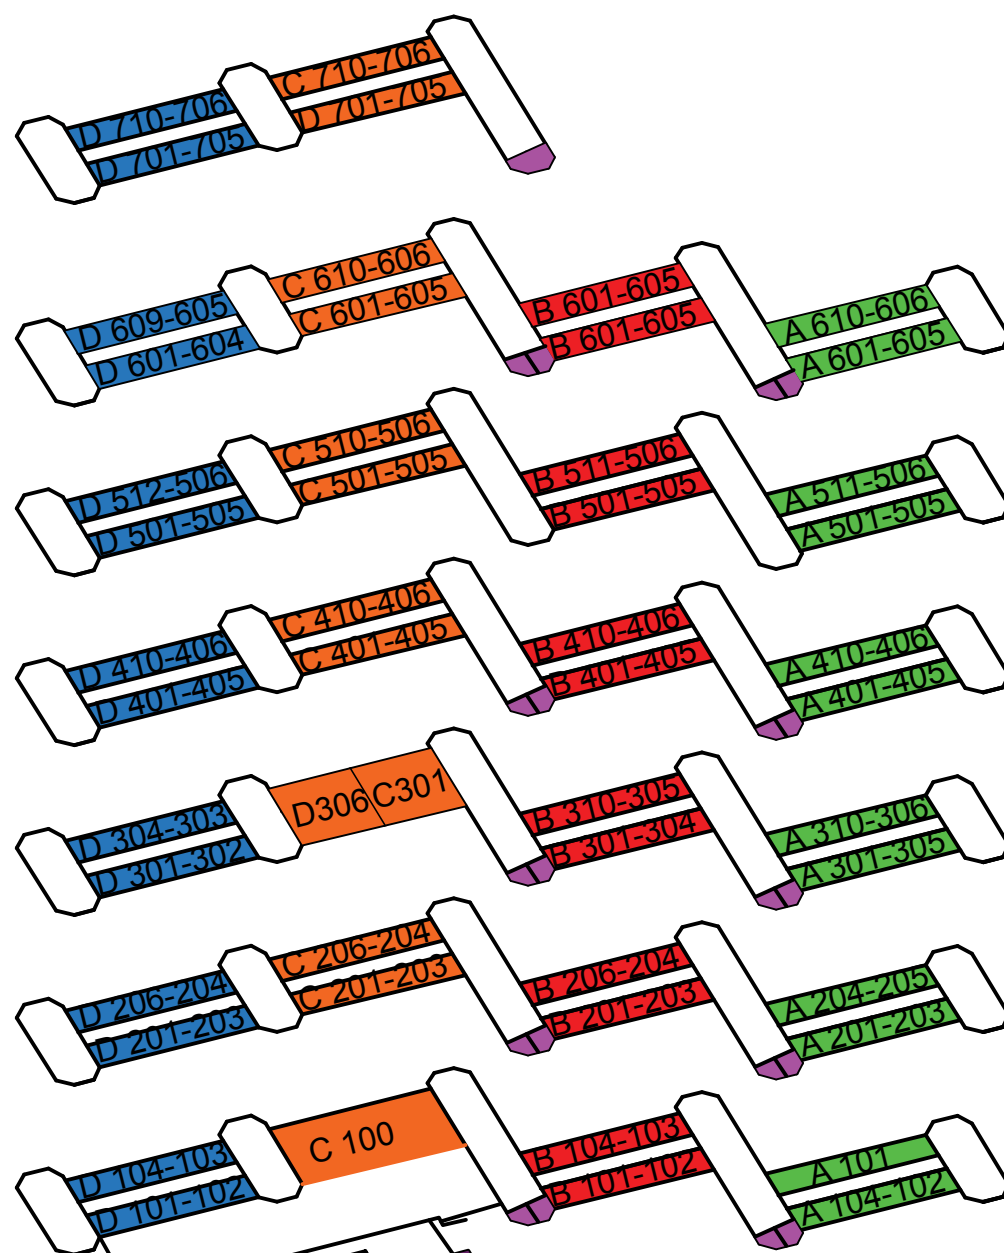 C 710-706
D 710-706
D 701-705
D 701-705
C 610-606
D 609-605
B 601-605
A 610-606
C 601-605
D 601-604
B 601-605
A 601-605
C 510-506
D 512-506
B 511-506
A 511-506
C 501-505
D 501-505
B 501-505
A 501-505
C 410-406
D 410-406
B 410-406
A 410-406
C 401-405
D 401-405
B 401-405
A 401-405
D306
C301
D 304-303
B 310-305
A 310-306
D 301-302
B 301-304
A 301-305
C 206-204
D 206-204
B 206-204
A 204-205
C 201-203
D 201-203
B 201-203
A 201-203
C 100
D 104-103
B 104-103
A 101
D 101-102
B 101-102
A 104-102